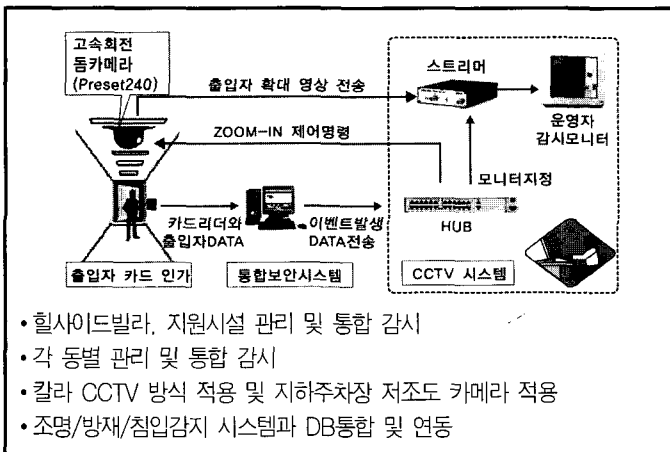 고속회전
돔카메라
(Preset240)
출입자 확대 영상 전송
스트리머
운영자
감시모니터
ZOOM-IN 제어명령
모니터지정
카드리더와
출입자DATA
이벤트발생
DATA전송
HUB
출입자 카드 인가
통합보안시스템
CCTV 시스템
• 힐사이드빌라, 지원시설 관리 및 통합 감시
• 각 동별 관리 및 통합 감시
• 칼라 CCTV 방식 적용 및 지하주차장 저조도 카메라 적용
• 조명/방재/침입감지 시스템과 DB통합 및 연동